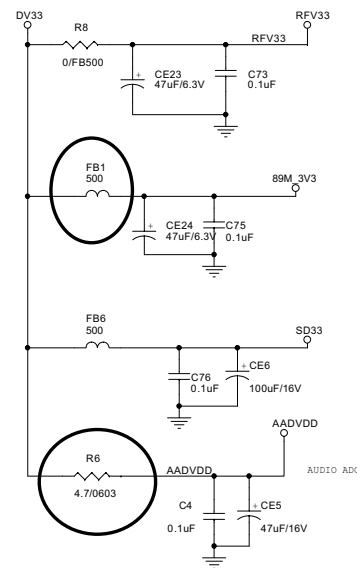 DV33
RFV33
R8
RFV33
0/FB500
CE23
47uF/6.3V
C73
0.1uF
FB1
500
89M_3V3
CE24
47uF/6.3V
C75
0.1uF
FB6
500
SD33
C76
0.1uF
CE6
100uF/16V
AADVDD
R6
AADVDD
AUDIO ADC
4.7/0603
C4
0.1uF
CE5
47uF/16V